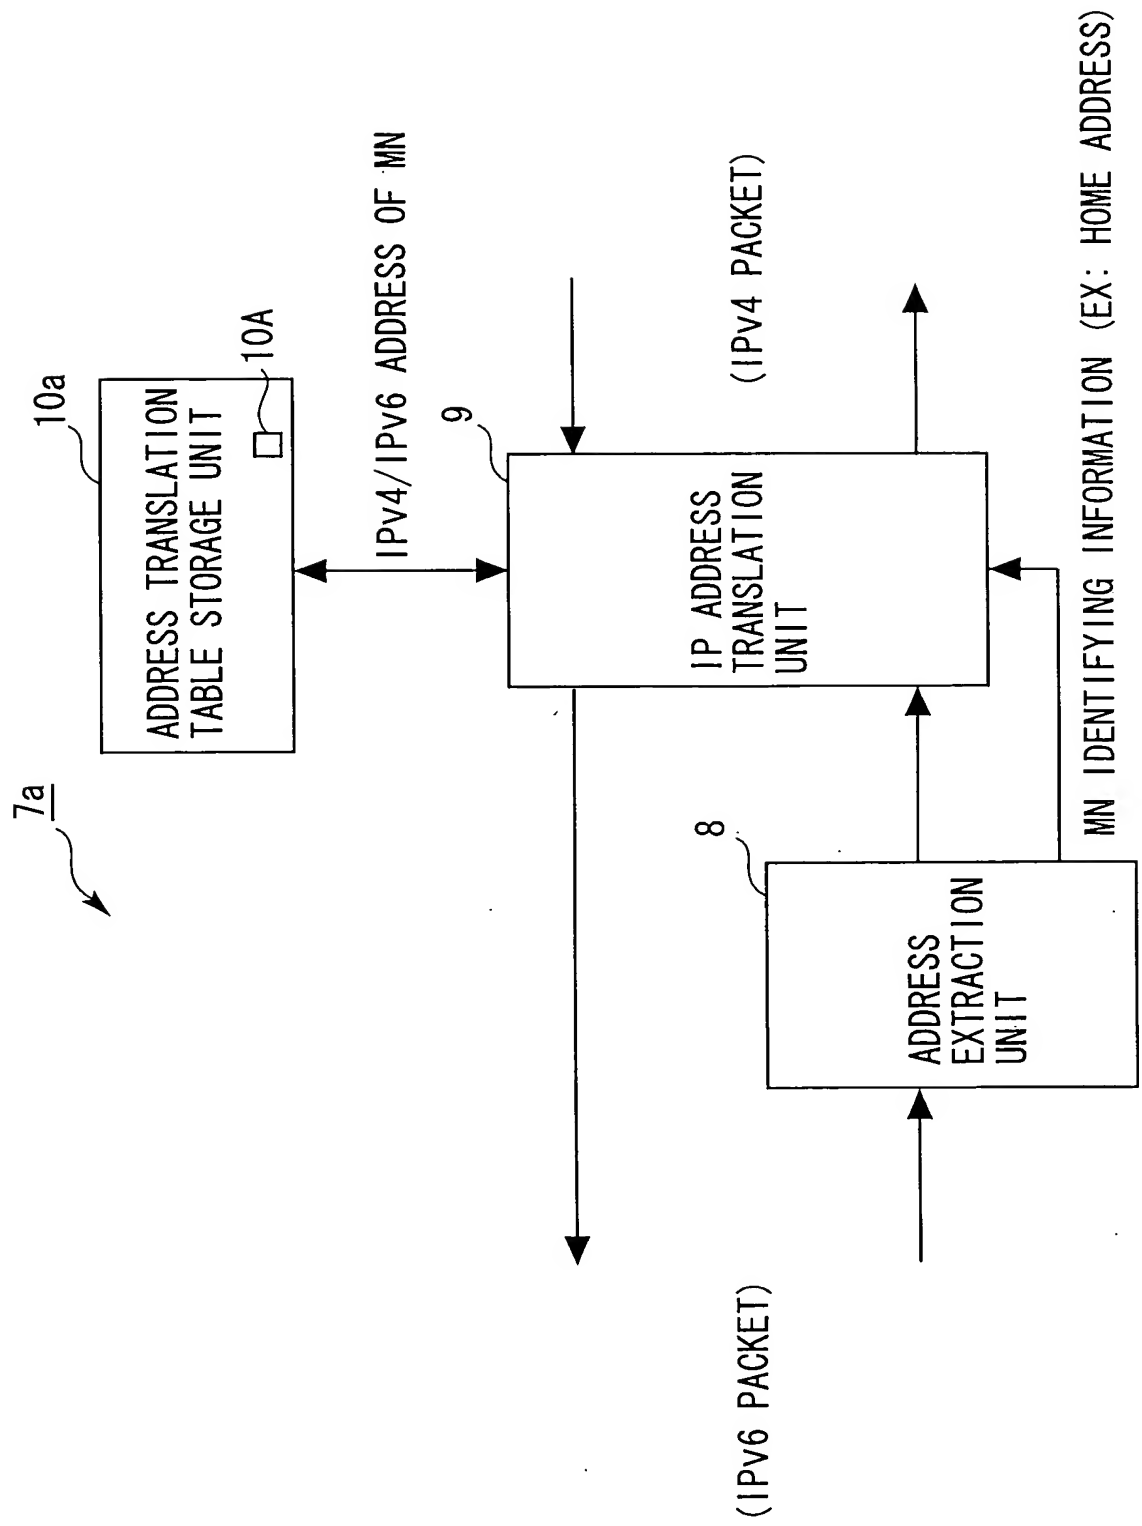 7a
10a
ADDRESS TRANSLATION
TABLE STORAGE UNIT
10A
IPv4/IPv6 ADDRESS OF MN
9
IP ADDRESS
TRANSLATION
UNIT
(IPv4 PACKET)
(IPv6 PACKET)
8
ADDRESS
EXTRACTION
UNIT
MN IDENTIFYING INFORMATION (EX: HOME ADDRESS)